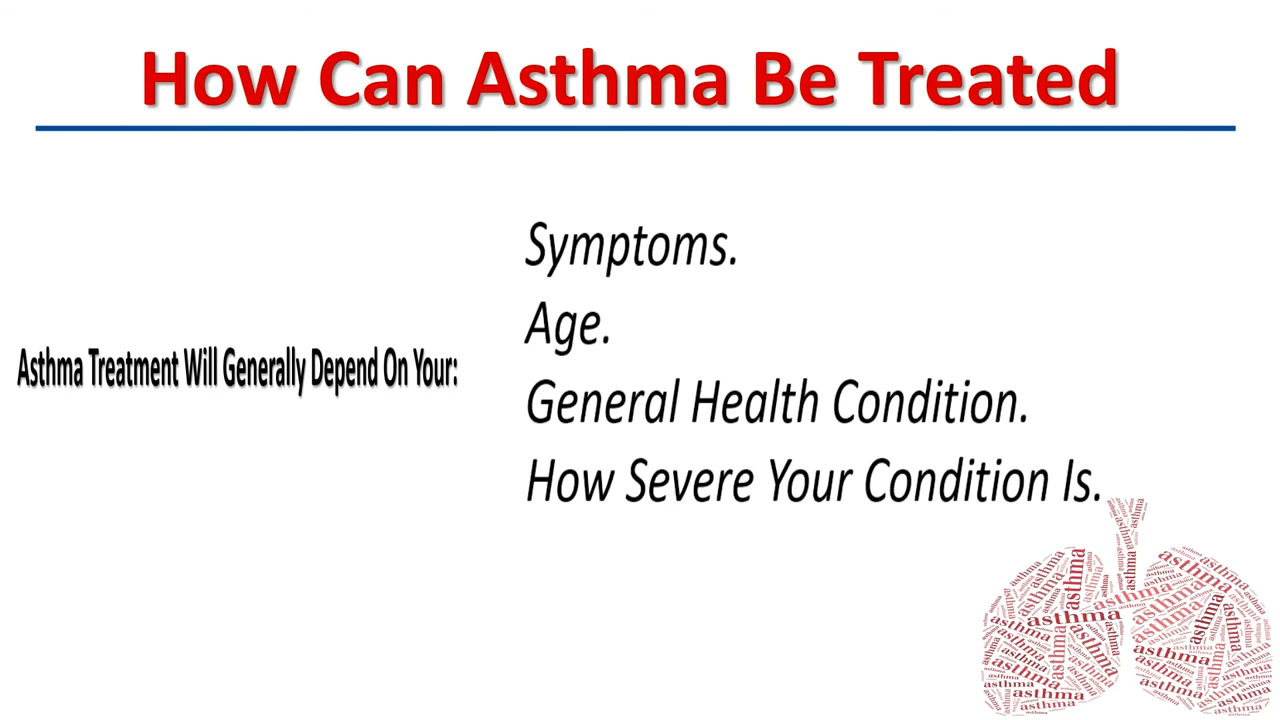 How Can Asthma Be Treated
Asthma Treatment Will Generally Depend On Your:
Symptoms.
Age.
General Health Condition.
How Severe Your Condition Is.
asthma